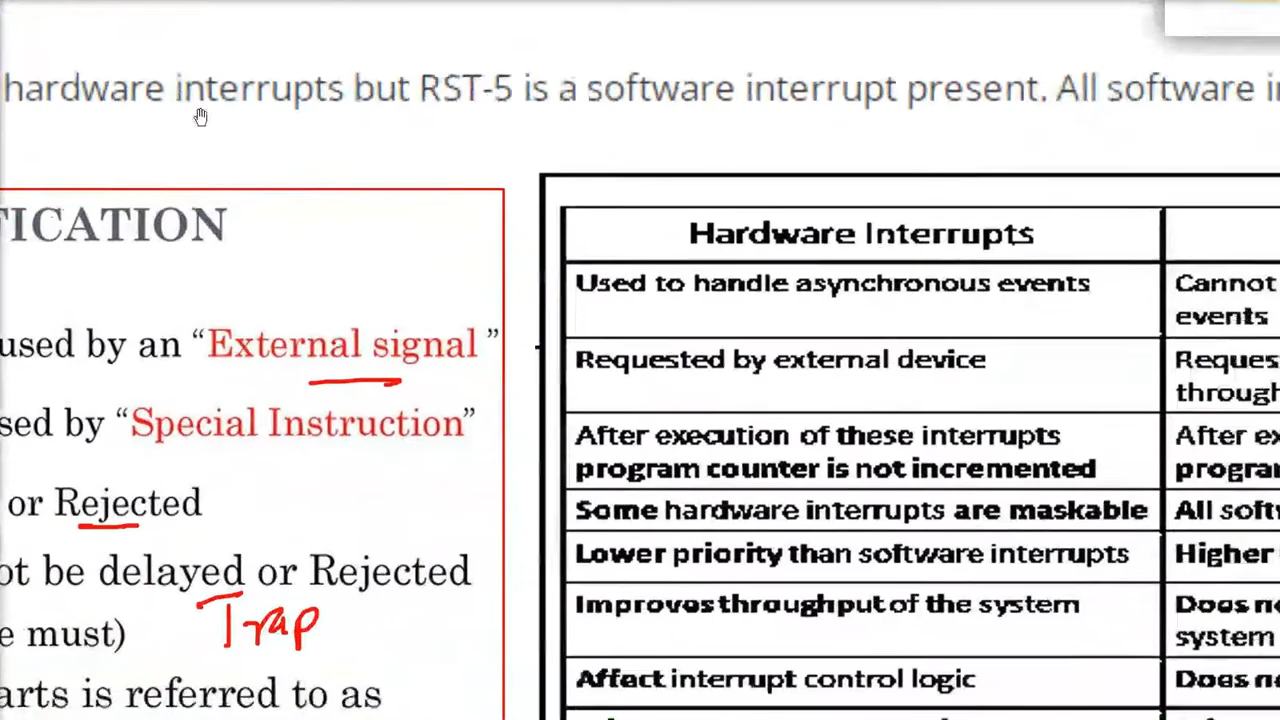 hardware interrupts but RST-5 is a software interrupt present. All software
FICATION
used by an “External signal ”
sed by “Special Instruction”
or Rejected
ot be delayed or Rejected
Trap
e must)
arts is referred to as
Hardware Interrupts
Used to handle asynchronous events
Cannot
events
Requested by external device
Reques
through
After execution of these interrupts
After ex
program counter is not incremented
progra
Some hardware interrupts are maskable
All soft
Lower priority than software interrupts
Higher
Improves throughput of the system
Does ne
system
Affect interrupt control logic
Does ne